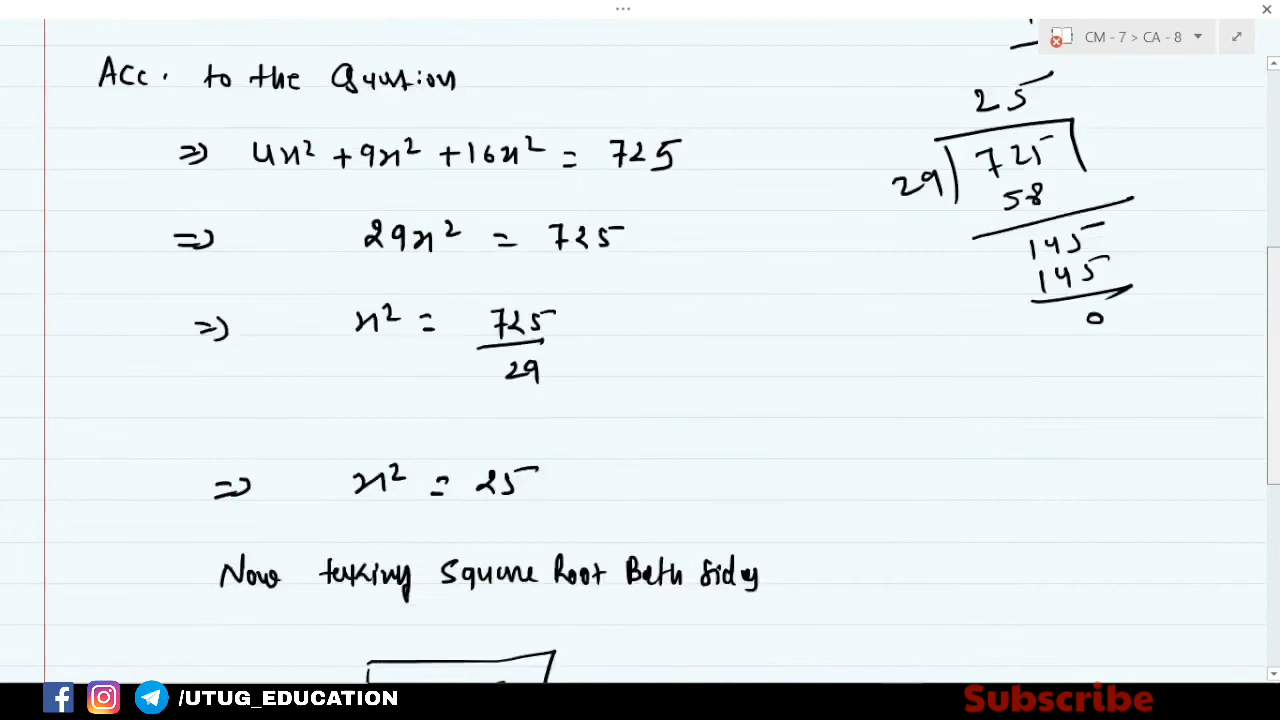 CM - 7 > CA - 8
Acc. to the Question
⇒ 4x² + 9x² + 16x² = 725
⇒ 29x² = 725
⇒ x² = 725
29
⇒ x² = 25
Now taking Square Root Both Sides
25
29 ) 725
58
145
145
0
/UTUG_EDUCATION
Subscribe